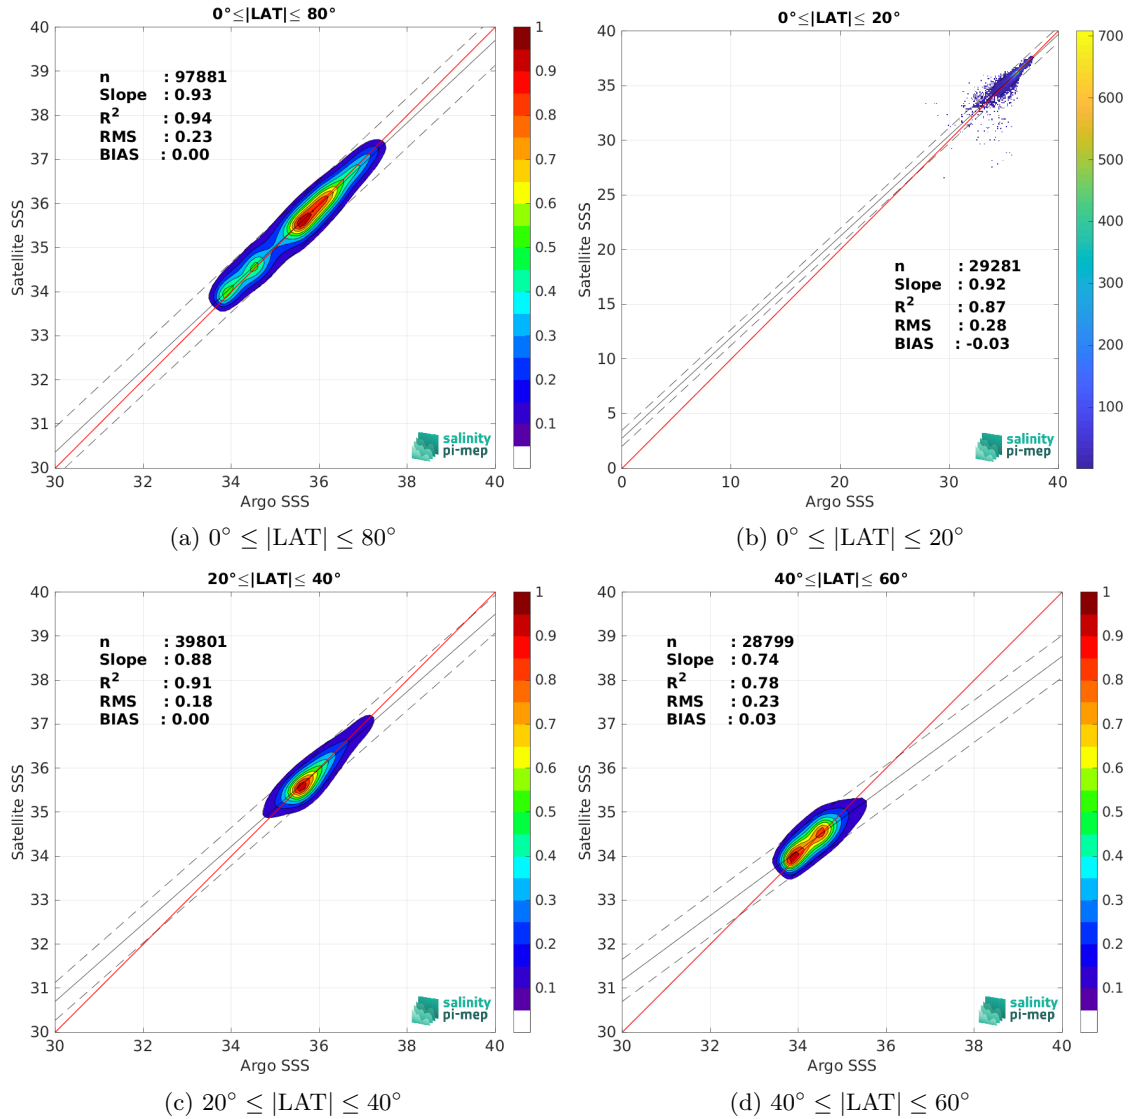 0°≤|LAT|≤ 80°
40
39
38
37
36
35
34
33
32
31
30
Satellite SSS
n : 97881
Slope : 0.93
R2 : 0.94
RMS : 0.23
BIAS : 0.00
salinity
pi-mep
30 32 34 36 38 40
Argo SSS
1
0.9
0.8
0.7
0.6
0.5
0.4
0.3
0.2
0.1
(a) 0° ≤ |LAT| ≤ 80°
0°≤|LAT|≤ 20°
40
35
30
25
20
15
10
5
0
Satellite SSS
n : 29281
Slope : 0.92
R2 : 0.87
RMS : 0.28
BIAS : -0.03
salinity
pi-mep
0 10 20 30 40
Argo SSS
700
600
500
400
300
200
100
(b) 0° ≤ |LAT| ≤ 20°
20°≤|LAT|≤ 40°
40
39
38
37
36
35
34
33
32
31
30
Satellite SSS
n : 39801
Slope : 0.88
R2 : 0.91
RMS : 0.18
BIAS : 0.00
salinity
pi-mep
30 32 34 36 38 40
Argo SSS
1
0.9
0.8
0.7
0.6
0.5
0.4
0.3
0.2
0.1
(c) 20° ≤ |LAT| ≤ 40°
40°≤|LAT|≤ 60°
40
39
38
37
36
35
34
33
32
31
30
Satellite SSS
n : 28799
Slope : 0.74
R2 : 0.78
RMS : 0.23
BIAS : 0.03
salinity
pi-mep
30 32 34 36 38 40
Argo SSS
1
0.9
0.8
0.7
0.6
0.5
0.4
0.3
0.2
0.1
(d) 40° ≤ |LAT| ≤ 60°